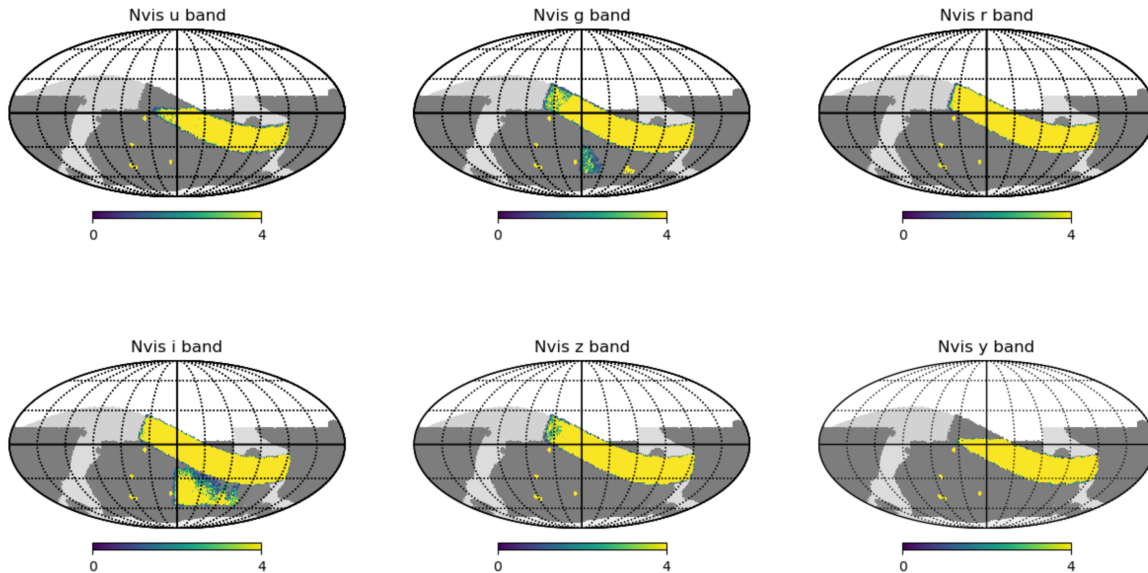 Nvis u band
Nvis g band
Nvis r band
0 4
0 4
0 4
Nvis i band
Nvis z band
Nvis y band
0 4
0 4
0 4